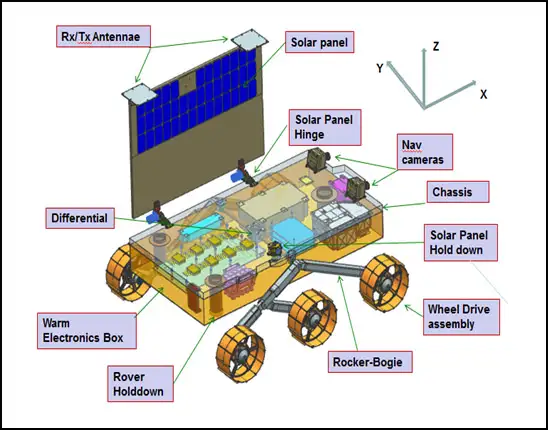 Rx/Tx Antennae
Solar panel
Z
Y
X
Solar Panel
Hinge
Nav
cameras
Chassis
Differential
Solar Panel
Hold down
Warm
Electronics Box
Rover
Holddown
Rocker-Bogie
Wheel Drive
assembly